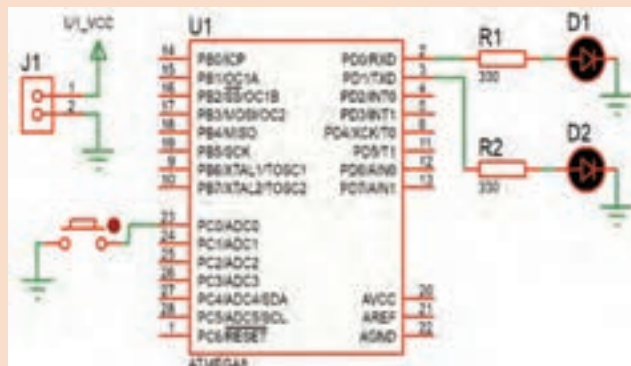 U1_VCC
J1
1
2
U1
14 PB0/ICP
15 PB1/OC1A
16 PB2/SS/OC1B
17 PB3/MOSI/OC2
18 PB4/MISO
19 PB5/SCK
9 PB6/XTAL1/TOSC1
10 PB7/XTAL2/TOSC2
23 PC0/ADC0
24 PC1/ADC1
25 PC2/ADC2
26 PC3/ADC3
27 PC4/ADC4/SDA
28 PC5/ADC5/SCL
1 PC6/RESET
PD0/RXD 2
PD1/TXD 3
PD2/INT0 4
PD3/INT1 5
PD4/XCK/T0 6
PD5/T1 11
PD6/AIN0 12
PD7/AIN1 13
AVCC 20
AREF 21
AGND 22
ATMEGA8
R1
330
D1
R2
330
D2